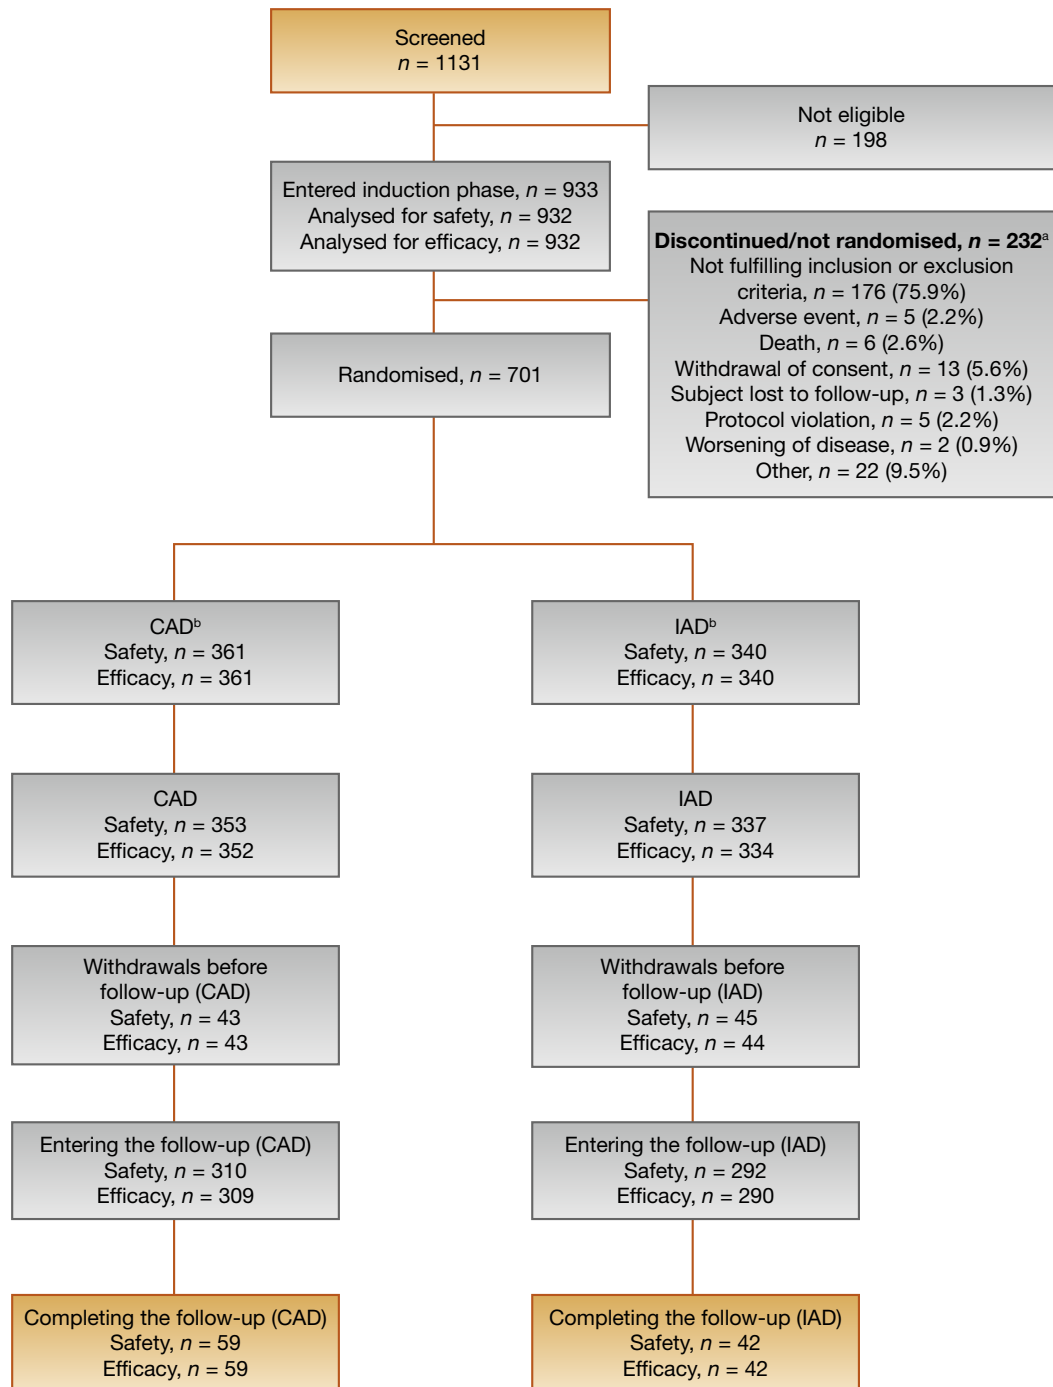 Screened
n = 1131
Not eligible
n = 198
Entered induction phase, n = 933
Analysed for safety, n = 932
Analysed for efficacy, n = 932
Discontinued/not randomised, n = 232ᵃ
Not fulfilling inclusion or exclusion
criteria, n = 176 (75.9%)
Adverse event, n = 5 (2.2%)
Death, n = 6 (2.6%)
Withdrawal of consent, n = 13 (5.6%)
Subject lost to follow-up, n = 3 (1.3%)
Protocol violation, n = 5 (2.2%)
Worsening of disease, n = 2 (0.9%)
Other, n = 22 (9.5%)
Randomised, n = 701
CADᵇ
Safety, n = 361
Efficacy, n = 361
IADᵇ
Safety, n = 340
Efficacy, n = 340
CAD
Safety, n = 353
Efficacy, n = 352
IAD
Safety, n = 337
Efficacy, n = 334
Withdrawals before
follow-up (CAD)
Safety, n = 43
Efficacy, n = 43
Withdrawals before
follow-up (IAD)
Safety, n = 45
Efficacy, n = 44
Entering the follow-up (CAD)
Safety, n = 310
Efficacy, n = 309
Entering the follow-up (IAD)
Safety, n = 292
Efficacy, n = 290
Completing the follow-up (CAD)
Safety, n = 59
Efficacy, n = 59
Completing the follow-up (IAD)
Safety, n = 42
Efficacy, n = 42